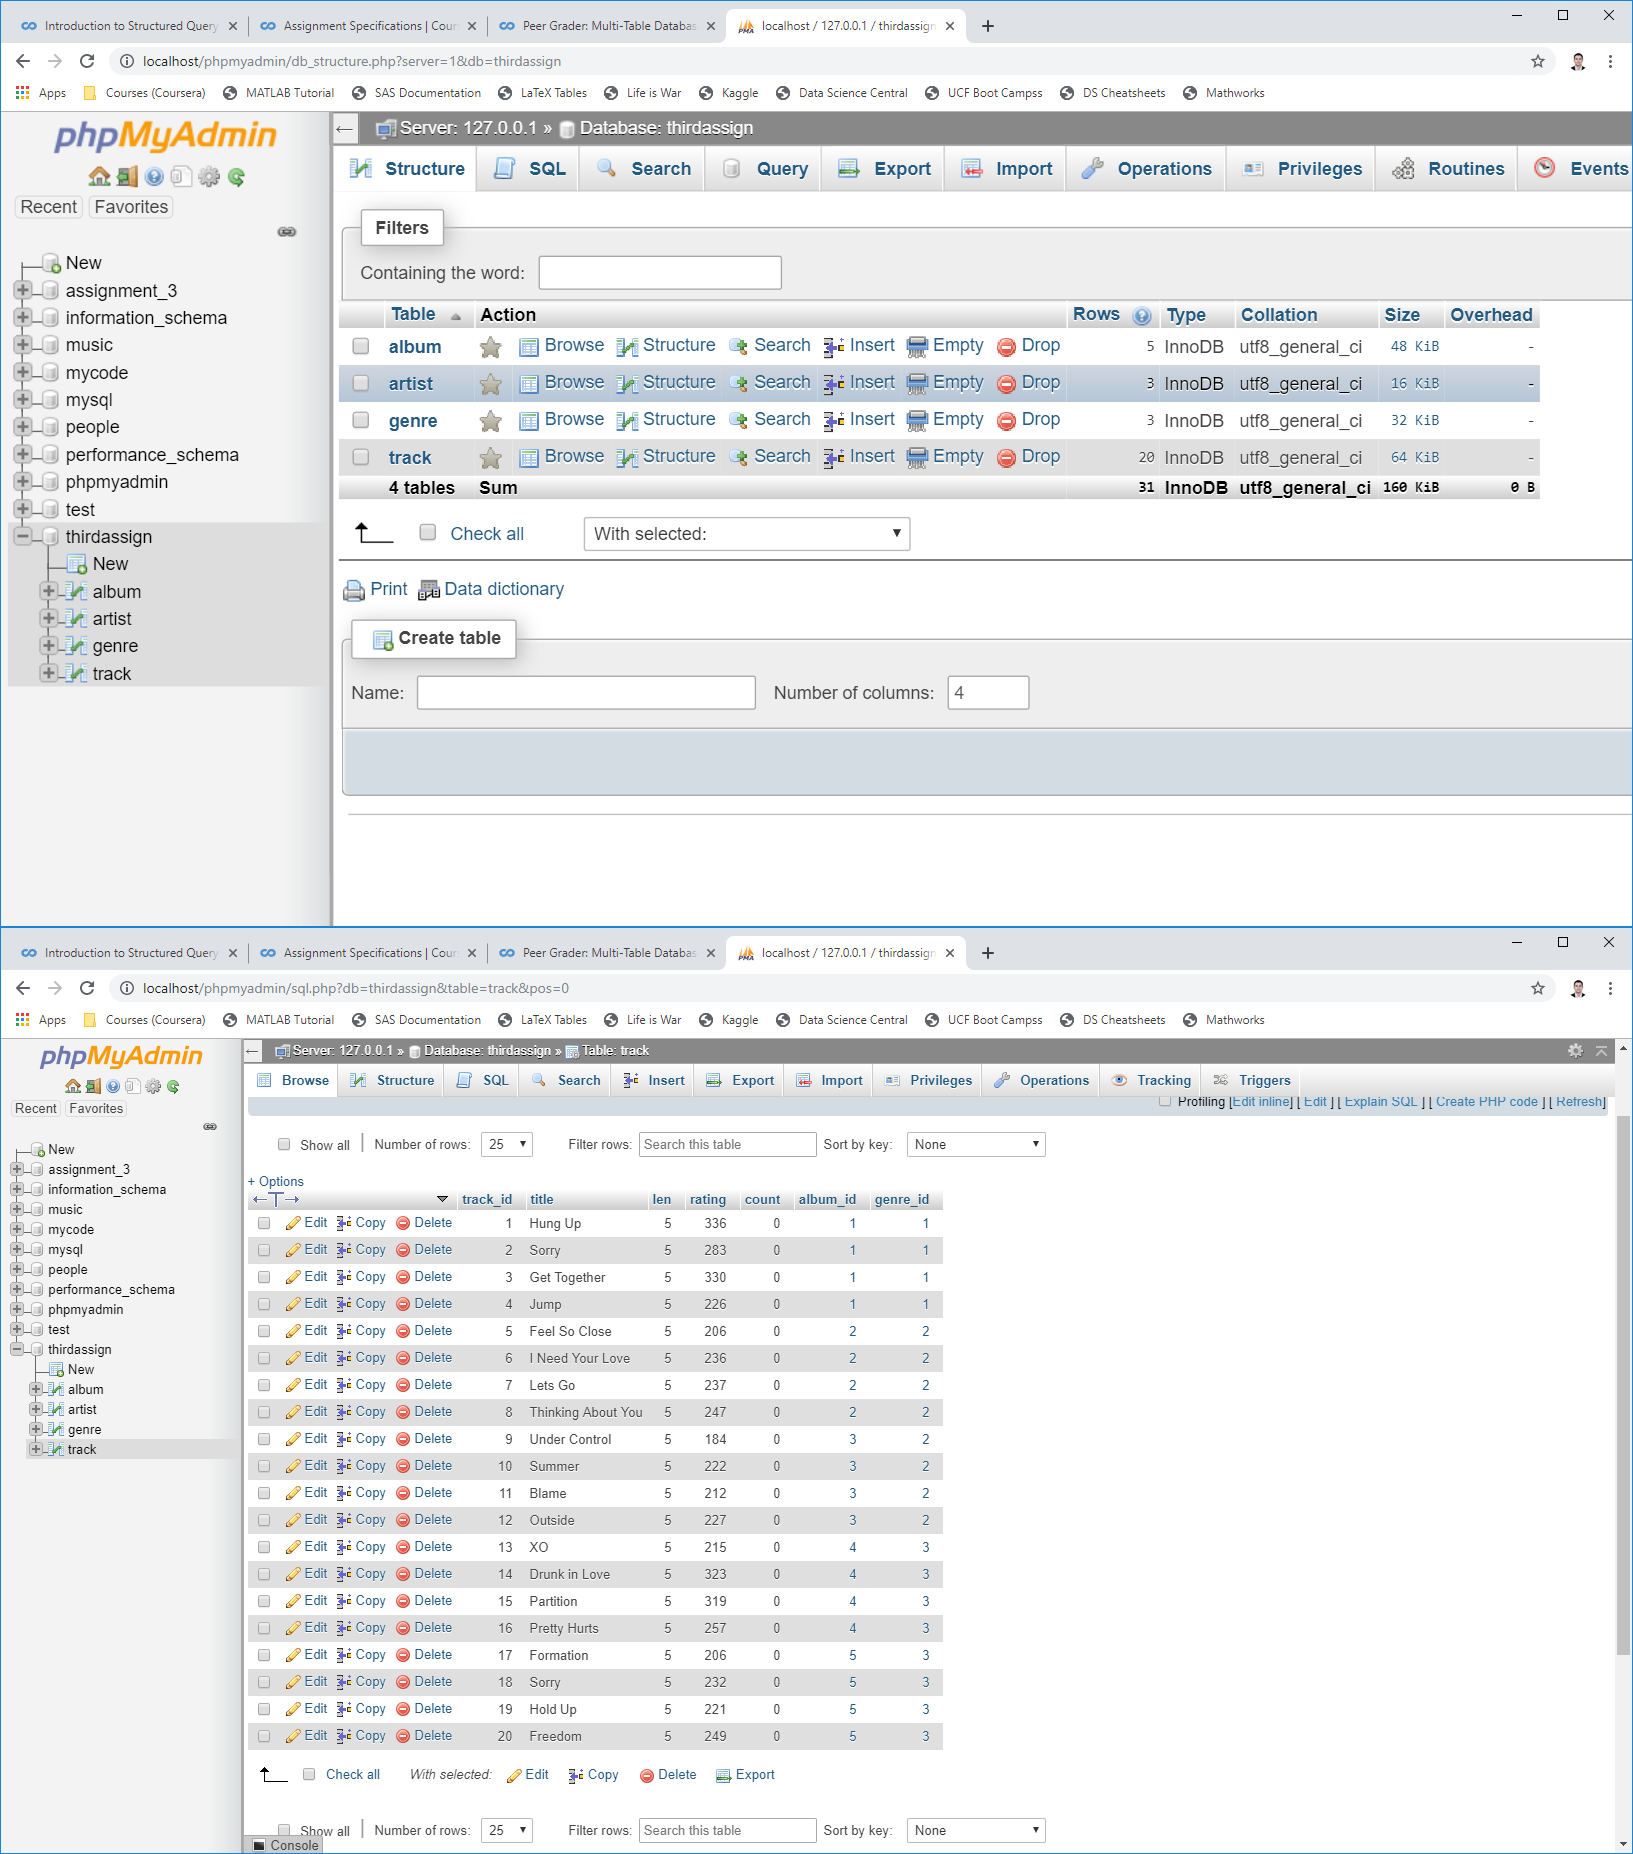 Introduction to Structured Query
Assignment Specifications | Cour
Peer Grader: Multi-Table Databas
localhost / 127.0.0.1 / thirdassign
localhost/phpmyadmin/db_structure.php?server=1&db=thirdassign
Apps Courses (Coursera) MATLAB Tutorial SAS Documentation LaTeX Tables Life is War Kaggle Data Science Central UCF Boot Campss DS Cheatsheets Mathworks
phpMyAdmin
Recent Favorites
New
assignment_3
information_schema
music
mycode
mysql
people
performance_schema
phpmyadmin
test
thirdassign
New
album
artist
genre
track
Server: 127.0.0.1 » Database: thirdassign
Structure SQL Search Query Export Import Operations Privileges Routines Events
Filters
Containing the word:
Table Action Rows Type Collation Size Overhead
album Browse Structure Search Insert Empty Drop 5 InnoDB utf8_general_ci 48 KiB -
artist Browse Structure Search Insert Empty Drop 3 InnoDB utf8_general_ci 16 KiB -
genre Browse Structure Search Insert Empty Drop 3 InnoDB utf8_general_ci 32 KiB -
track Browse Structure Search Insert Empty Drop 20 InnoDB utf8_general_ci 64 KiB -
4 tables Sum 31 InnoDB utf8_general_ci 160 KiB 0 B
Check all With selected:
Print Data dictionary
Create table
Name: Number of columns: 4
Introduction to Structured Query
Assignment Specifications | Cour
Peer Grader: Multi-Table Databas
localhost / 127.0.0.1 / thirdassign
localhost/phpmyadmin/sql.php?db=thirdassign&table=track&pos=0
Apps Courses (Coursera) MATLAB Tutorial SAS Documentation LaTeX Tables Life is War Kaggle Data Science Central UCF Boot Campss DS Cheatsheets Mathworks
phpMyAdmin
Recent Favorites
New
assignment_3
information_schema
music
mycode
mysql
people
performance_schema
phpmyadmin
test
thirdassign
New
album
artist
genre
track
Server: 127.0.0.1 » Database: thirdassign » Table: track
Browse Structure SQL Search Insert Export Import Privileges Operations Tracking Triggers
Profiling [Edit inline] [ Edit ] [ Explain SQL ] [ Create PHP code ] [ Refresh]
Show all | Number of rows: 25 Filter rows: Search this table Sort by key: None
+ Options
←T→ track_id title len rating count album_id genre_id
Edit Copy Delete 1 Hung Up 5 336 0 1 1
Edit Copy Delete 2 Sorry 5 283 0 1 1
Edit Copy Delete 3 Get Together 5 330 0 1 1
Edit Copy Delete 4 Jump 5 226 0 1 1
Edit Copy Delete 5 Feel So Close 5 206 0 2 2
Edit Copy Delete 6 I Need Your Love 5 236 0 2 2
Edit Copy Delete 7 Lets Go 5 237 0 2 2
Edit Copy Delete 8 Thinking About You 5 247 0 2 2
Edit Copy Delete 9 Under Control 5 184 0 3 2
Edit Copy Delete 10 Summer 5 222 0 3 2
Edit Copy Delete 11 Blame 5 212 0 3 2
Edit Copy Delete 12 Outside 5 227 0 3 2
Edit Copy Delete 13 XO 5 215 0 4 3
Edit Copy Delete 14 Drunk in Love 5 323 0 4 3
Edit Copy Delete 15 Partition 5 319 0 4 3
Edit Copy Delete 16 Pretty Hurts 5 257 0 4 3
Edit Copy Delete 17 Formation 5 206 0 5 3
Edit Copy Delete 18 Sorry 5 232 0 5 3
Edit Copy Delete 19 Hold Up 5 221 0 5 3
Edit Copy Delete 20 Freedom 5 249 0 5 3
Check all With selected: Edit Copy Delete Export
Show all | Number of rows: 25 Filter rows: Search this table Sort by key: None
Console